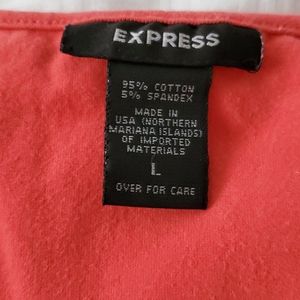 EXPRESS
95% COTTON
5% SPANDEX
MADE IN
USA (NORTHERN
MARIANA ISLANDS)
OF IMPORTED
MATERIALS
L
OVER FOR CARE